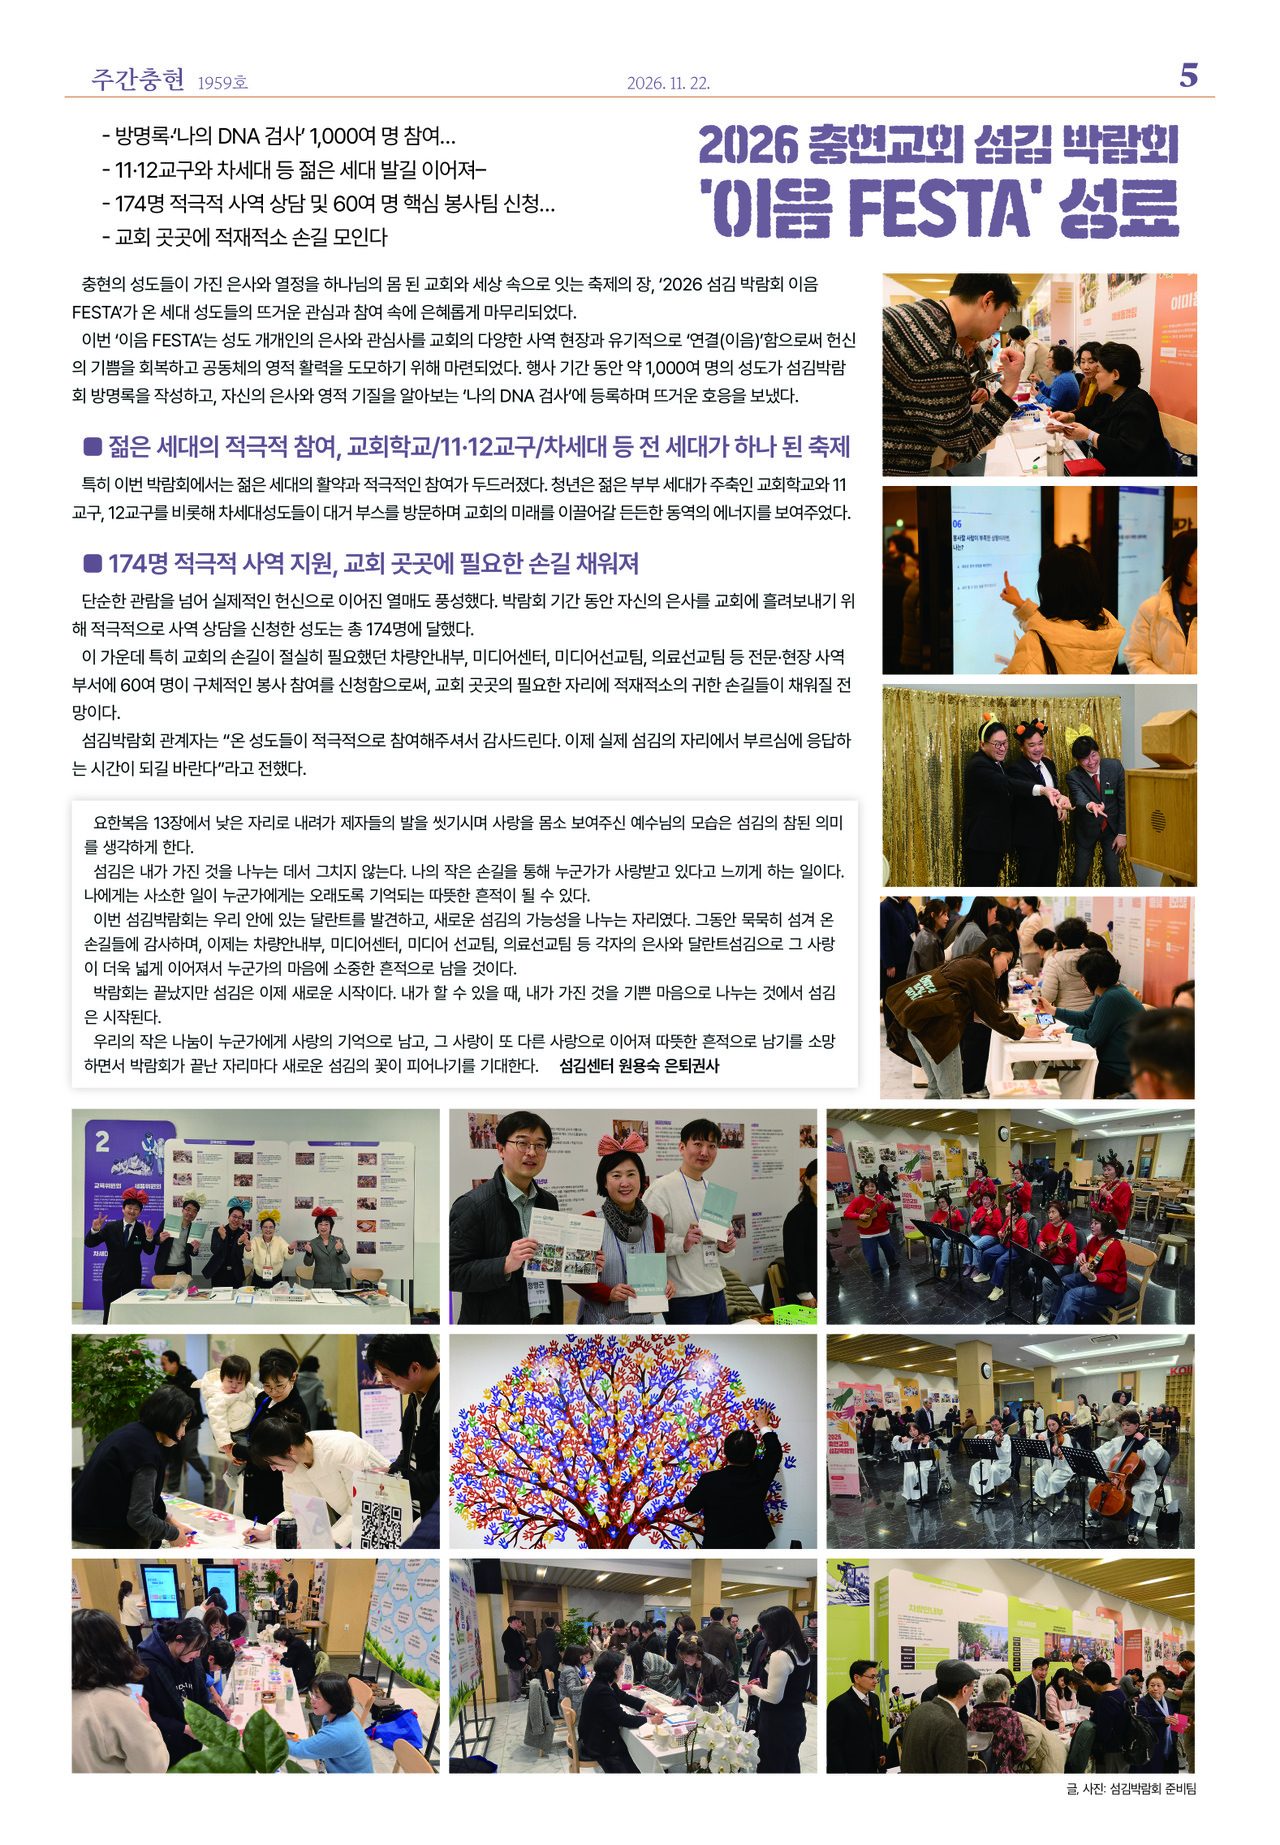 주간충현 1959호
2026. 11. 22.
5
- 방명록·‘나의 DNA 검사’ 1,000여 명 참여...
- 11·12교구와 차세대 등 젊은 세대 발길 이어져–
- 174명 적극적 사역 상담 및 60여 명 핵심 봉사팀 신청...
- 교회 곳곳에 적재적소 손길 모인다
2026 충현교회 섬김 박람회
'이음 FESTA' 성료
충현의 성도들이 가진 은사와 열정을 하나님의 몸 된 교회와 세상 속으로 잇는 축제의 장, ‘2026 섬김 박람회 이음
FESTA’가 온 세대 성도들의 뜨거운 관심과 참여 속에 은혜롭게 마무리되었다.
이번 ‘이음 FESTA’는 성도 개개인의 은사와 관심사를 교회의 다양한 사역 현장과 유기적으로 ‘연결(이음)’함으로써 헌신
의 기쁨을 회복하고 공동체의 영적 활력을 도모하기 위해 마련되었다. 행사 기간 동안 약 1,000여 명의 성도가 섬김박람
회 방명록을 작성하고, 자신의 은사와 영적 기질을 알아보는 ‘나의 DNA 검사’에 등록하며 뜨거운 호응을 보냈다.
■ 젊은 세대의 적극적 참여, 교회학교/11·12교구/차세대 등 전 세대가 하나 된 축제
특히 이번 박람회에서는 젊은 세대의 활약과 적극적인 참여가 두드러졌다. 청년은 젊은 부부 세대가 주축인 교회학교와 11
교구, 12교구를 비롯해 차세대성도들이 대거 부스를 방문하며 교회의 미래를 이끌어갈 든든한 동역의 에너지를 보여주었다.
■ 174명 적극적 사역 지원, 교회 곳곳에 필요한 손길 채워져
단순한 관람을 넘어 실제적인 헌신으로 이어진 열매도 풍성했다. 박람회 기간 동안 자신의 은사를 교회에 흘려보내기 위
해 적극적으로 사역 상담을 신청한 성도는 총 174명에 달했다.
이 가운데 특히 교회의 손길이 절실히 필요했던 차량안내부, 미디어센터, 미디어선교팀, 의료선교팀 등 전문·현장 사역
부서에 60여 명이 구체적인 봉사 참여를 신청함으로써, 교회 곳곳의 필요한 자리에 적재적소의 귀한 손길들이 채워질 전
망이다.
섬김박람회 관계자는 “온 성도들이 적극적으로 참여해주셔서 감사드린다. 이제 실제 섬김의 자리에서 부르심에 응답하
는 시간이 되길 바란다”라고 전했다.
요한복음 13장에서 낮은 자리로 내려가 제자들의 발을 씻기시며 사랑을 몸소 보여주신 예수님의 모습은 섬김의 참된 의미
를 생각하게 한다.
섬김은 내가 가진 것을 나누는 데서 그치지 않는다. 나의 작은 손길을 통해 누군가가 사랑받고 있다고 느끼게 하는 일이다.
나에게는 사소한 일이 누군가에게는 오래도록 기억되는 따뜻한 흔적이 될 수 있다.
이번 섬김박람회는 우리 안에 있는 달란트를 발견하고, 새로운 섬김의 가능성을 나누는 자리였다. 그동안 묵묵히 섬겨 온
손길들에 감사하며, 이제는 차량안내부, 미디어센터, 미디어 선교팀, 의료선교팀 등 각자의 은사와 달란트섬김으로 그 사랑
이 더욱 넓게 이어져서 누군가의 마음에 소중한 흔적으로 남을 것이다.
박람회는 끝났지만 섬김은 이제 새로운 시작이다. 내가 할 수 있을 때, 내가 가진 것을 기쁜 마음으로 나누는 것에서 섬김
은 시작된다.
우리의 작은 나눔이 누군가에게 사랑의 기억으로 남고, 그 사랑이 또 다른 사랑으로 이어져 따뜻한 흔적으로 남기를 소망
하면서 박람회가 끝난 자리마다 새로운 섬김의 꽃이 피어나기를 기대한다. 섬김센터 원용숙 은퇴권사
06
봉사할 사람이 부족한 상황이라면,
나는?
2
교육위원회
차량안내부
2026
충현교회
섬김박람회
글, 사진: 섬김박람회 준비팀